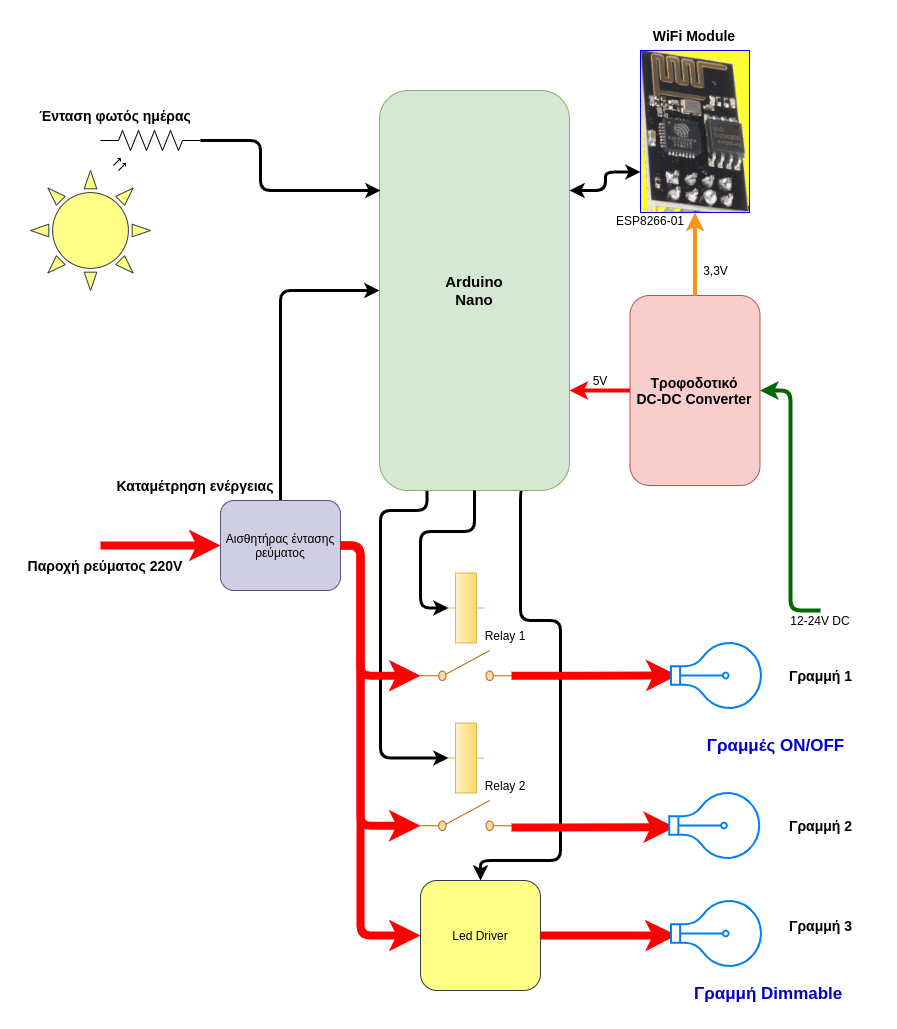 WiFi Module
Ένταση φωτός ημέρας
ESP8266-01
3,3V
Arduino
Nano
5V
Τροφοδοτικό
DC-DC Converter
Καταμέτρηση ενέργειας
Αισθητήρας έντασης
ρεύματος
Παροχή ρεύματος 220V
12-24V DC
Relay 1
Γραμμή 1
Γραμμές ON/OFF
Relay 2
Γραμμή 2
Γραμμή 3
Led Driver
Γραμμή Dimmable